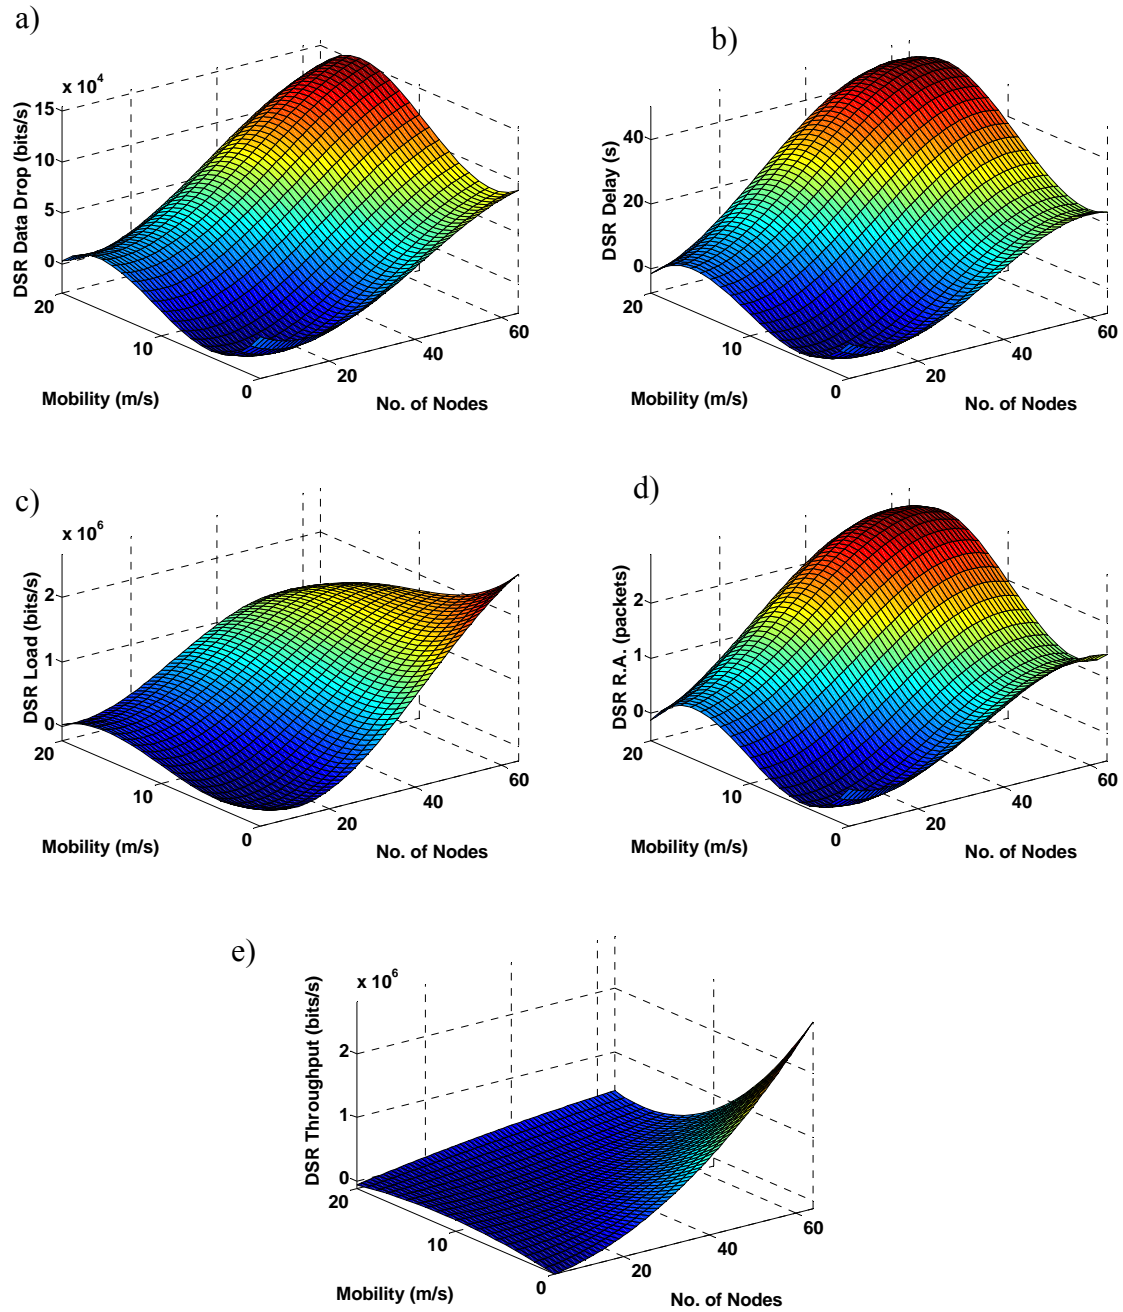 a)
x 10^4
DSR Data Drop (bits/s)
15
10
5
0
20
10
0
Mobility (m/s)
20
40
60
No. of Nodes
b)
DSR Delay (s)
40
20
0
20
10
0
Mobility (m/s)
20
40
60
No. of Nodes
c)
x 10^6
DSR Load (bits/s)
2
1
0
20
10
0
Mobility (m/s)
20
40
60
No. of Nodes
d)
DSR R.A. (packets)
2
1
0
20
10
0
Mobility (m/s)
20
40
60
No. of Nodes
e)
x 10^6
DSR Throughput (bits/s)
2
1
0
20
10
0
Mobility (m/s)
20
40
60
No. of Nodes